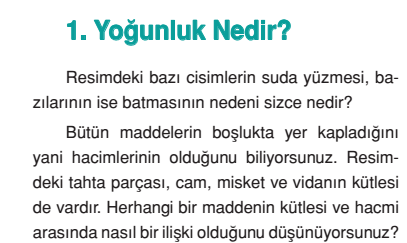 1. Yoğunluk Nedir?
Resimdeki bazı cisimlerin suda yüzmesi, ba-
zılarının ise batmasının nedeni sizce nedir?
Bütün maddelerin boşlukta yer kapladığını
yani hacimlerinin olduğunu biliyorsunuz. Resim-
deki tahta parçası, cam, misket ve vidanın kütlesi
de vardır. Herhangi bir maddenin kütlesi ve hacmi
arasında nasıl bir ilişki olduğunu düşünüyorsunuz?